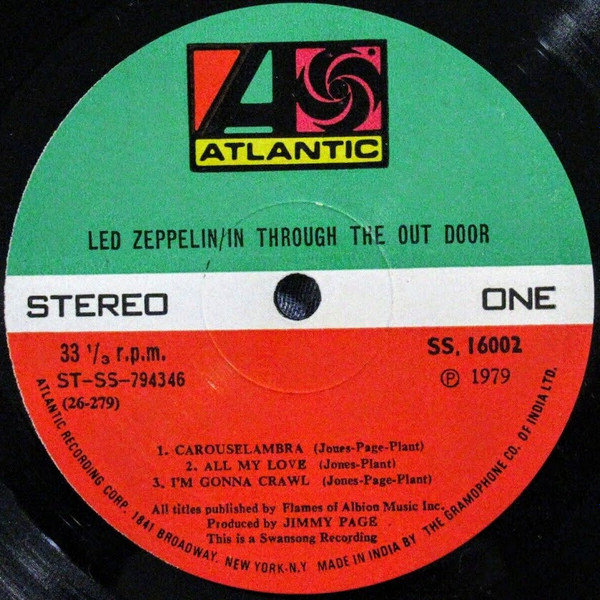 ATLANTIC
LED ZEPPELIN/IN THROUGH THE OUT DOOR
STEREO
ONE
33 1/3 r.p.m.
SS, 16002
ST-SS-794346
℗ 1979
(26-279)
1. CAROUSELAMBRA (Jones-Page-Plant)
2. ALL MY LOVE (Jones-Plant)
3. I'M GONNA CRAWL (Jones-Page-Plant)
All titles published by Flames of Albion Music Inc.
Produced by JIMMY PAGE
This is a Swansong Recording
ATLANTIC RECORDING CORP. 1841 BROADWAY, NEW YORK-N.Y MADE IN INDIA BY THE GRAMOPHONE CO. OF INDIA LTD.